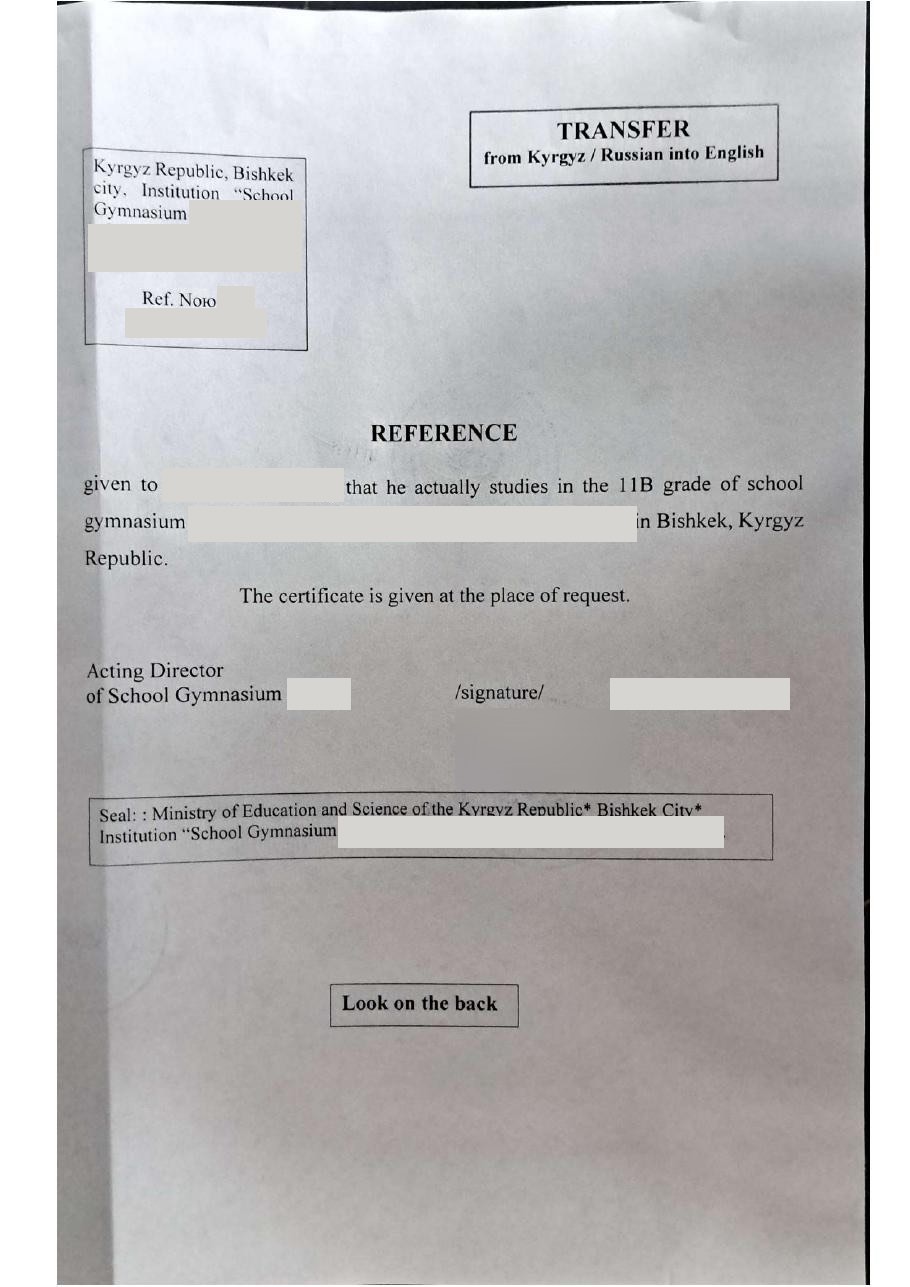 TRANSFER
from Kyrgyz / Russian into English
Kyrgyz Republic, Bishkek
city, Institution “School
Gymnasium
Ref. Noю
REFERENCE
given to that he actually studies in the 11B grade of school
gymnasium in Bishkek, Kyrgyz
Republic.
The certificate is given at the place of request.
Acting Director
of School Gymnasium /signature/
Seal: : Ministry of Education and Science of the Kyrgyz Republic* Bishkek City*
Institution “School Gymnasium
Look on the back